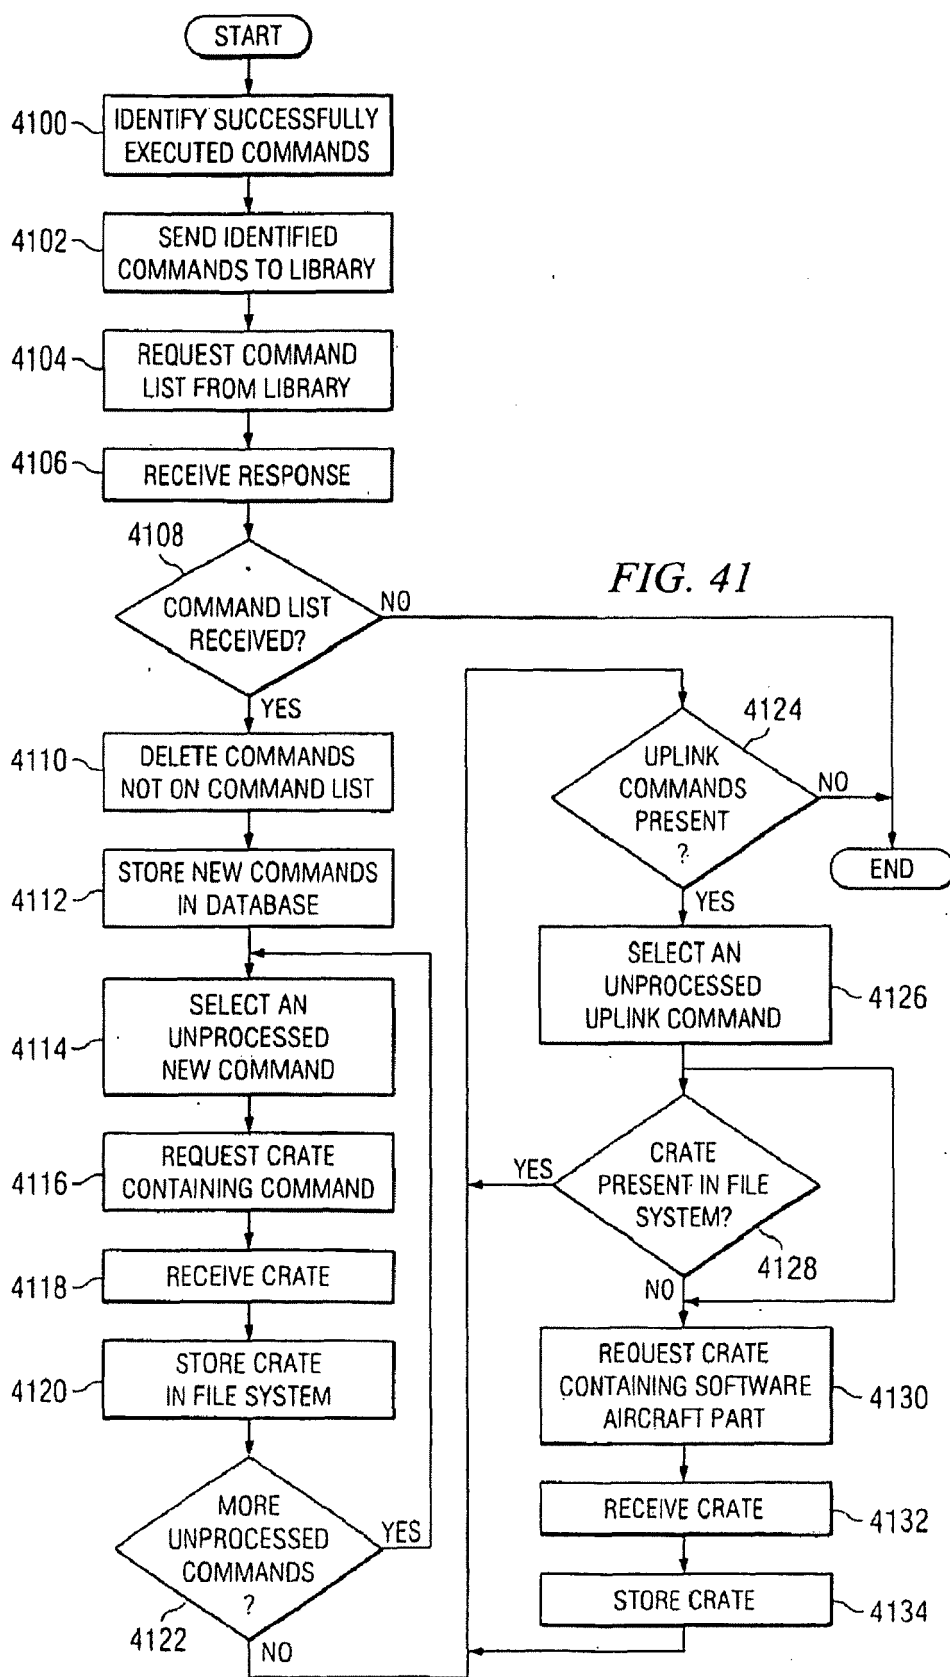 START
4100
IDENTIFY SUCCESSFULLY
EXECUTED COMMANDS
4102
SEND IDENTIFIED
COMMANDS TO LIBRARY
4104
REQUEST COMMAND
LIST FROM LIBRARY
4106
RECEIVE RESPONSE
4108
COMMAND LIST
RECEIVED?
NO
YES
FIG. 41
4110
DELETE COMMANDS
NOT ON COMMAND LIST
4112
STORE NEW COMMANDS
IN DATABASE
4114
SELECT AN
UNPROCESSED
NEW COMMAND
4116
REQUEST CRATE
CONTAINING COMMAND
4118
RECEIVE CRATE
4120
STORE CRATE
IN FILE SYSTEM
MORE
UNPROCESSED
COMMANDS
?
YES
4122
NO
4124
UPLINK
COMMANDS
PRESENT
?
NO
END
YES
SELECT AN
UNPROCESSED
UPLINK COMMAND
4126
CRATE
PRESENT IN FILE
SYSTEM?
YES
4128
NO
REQUEST CRATE
CONTAINING SOFTWARE
AIRCRAFT PART
4130
RECEIVE CRATE
4132
STORE CRATE
4134